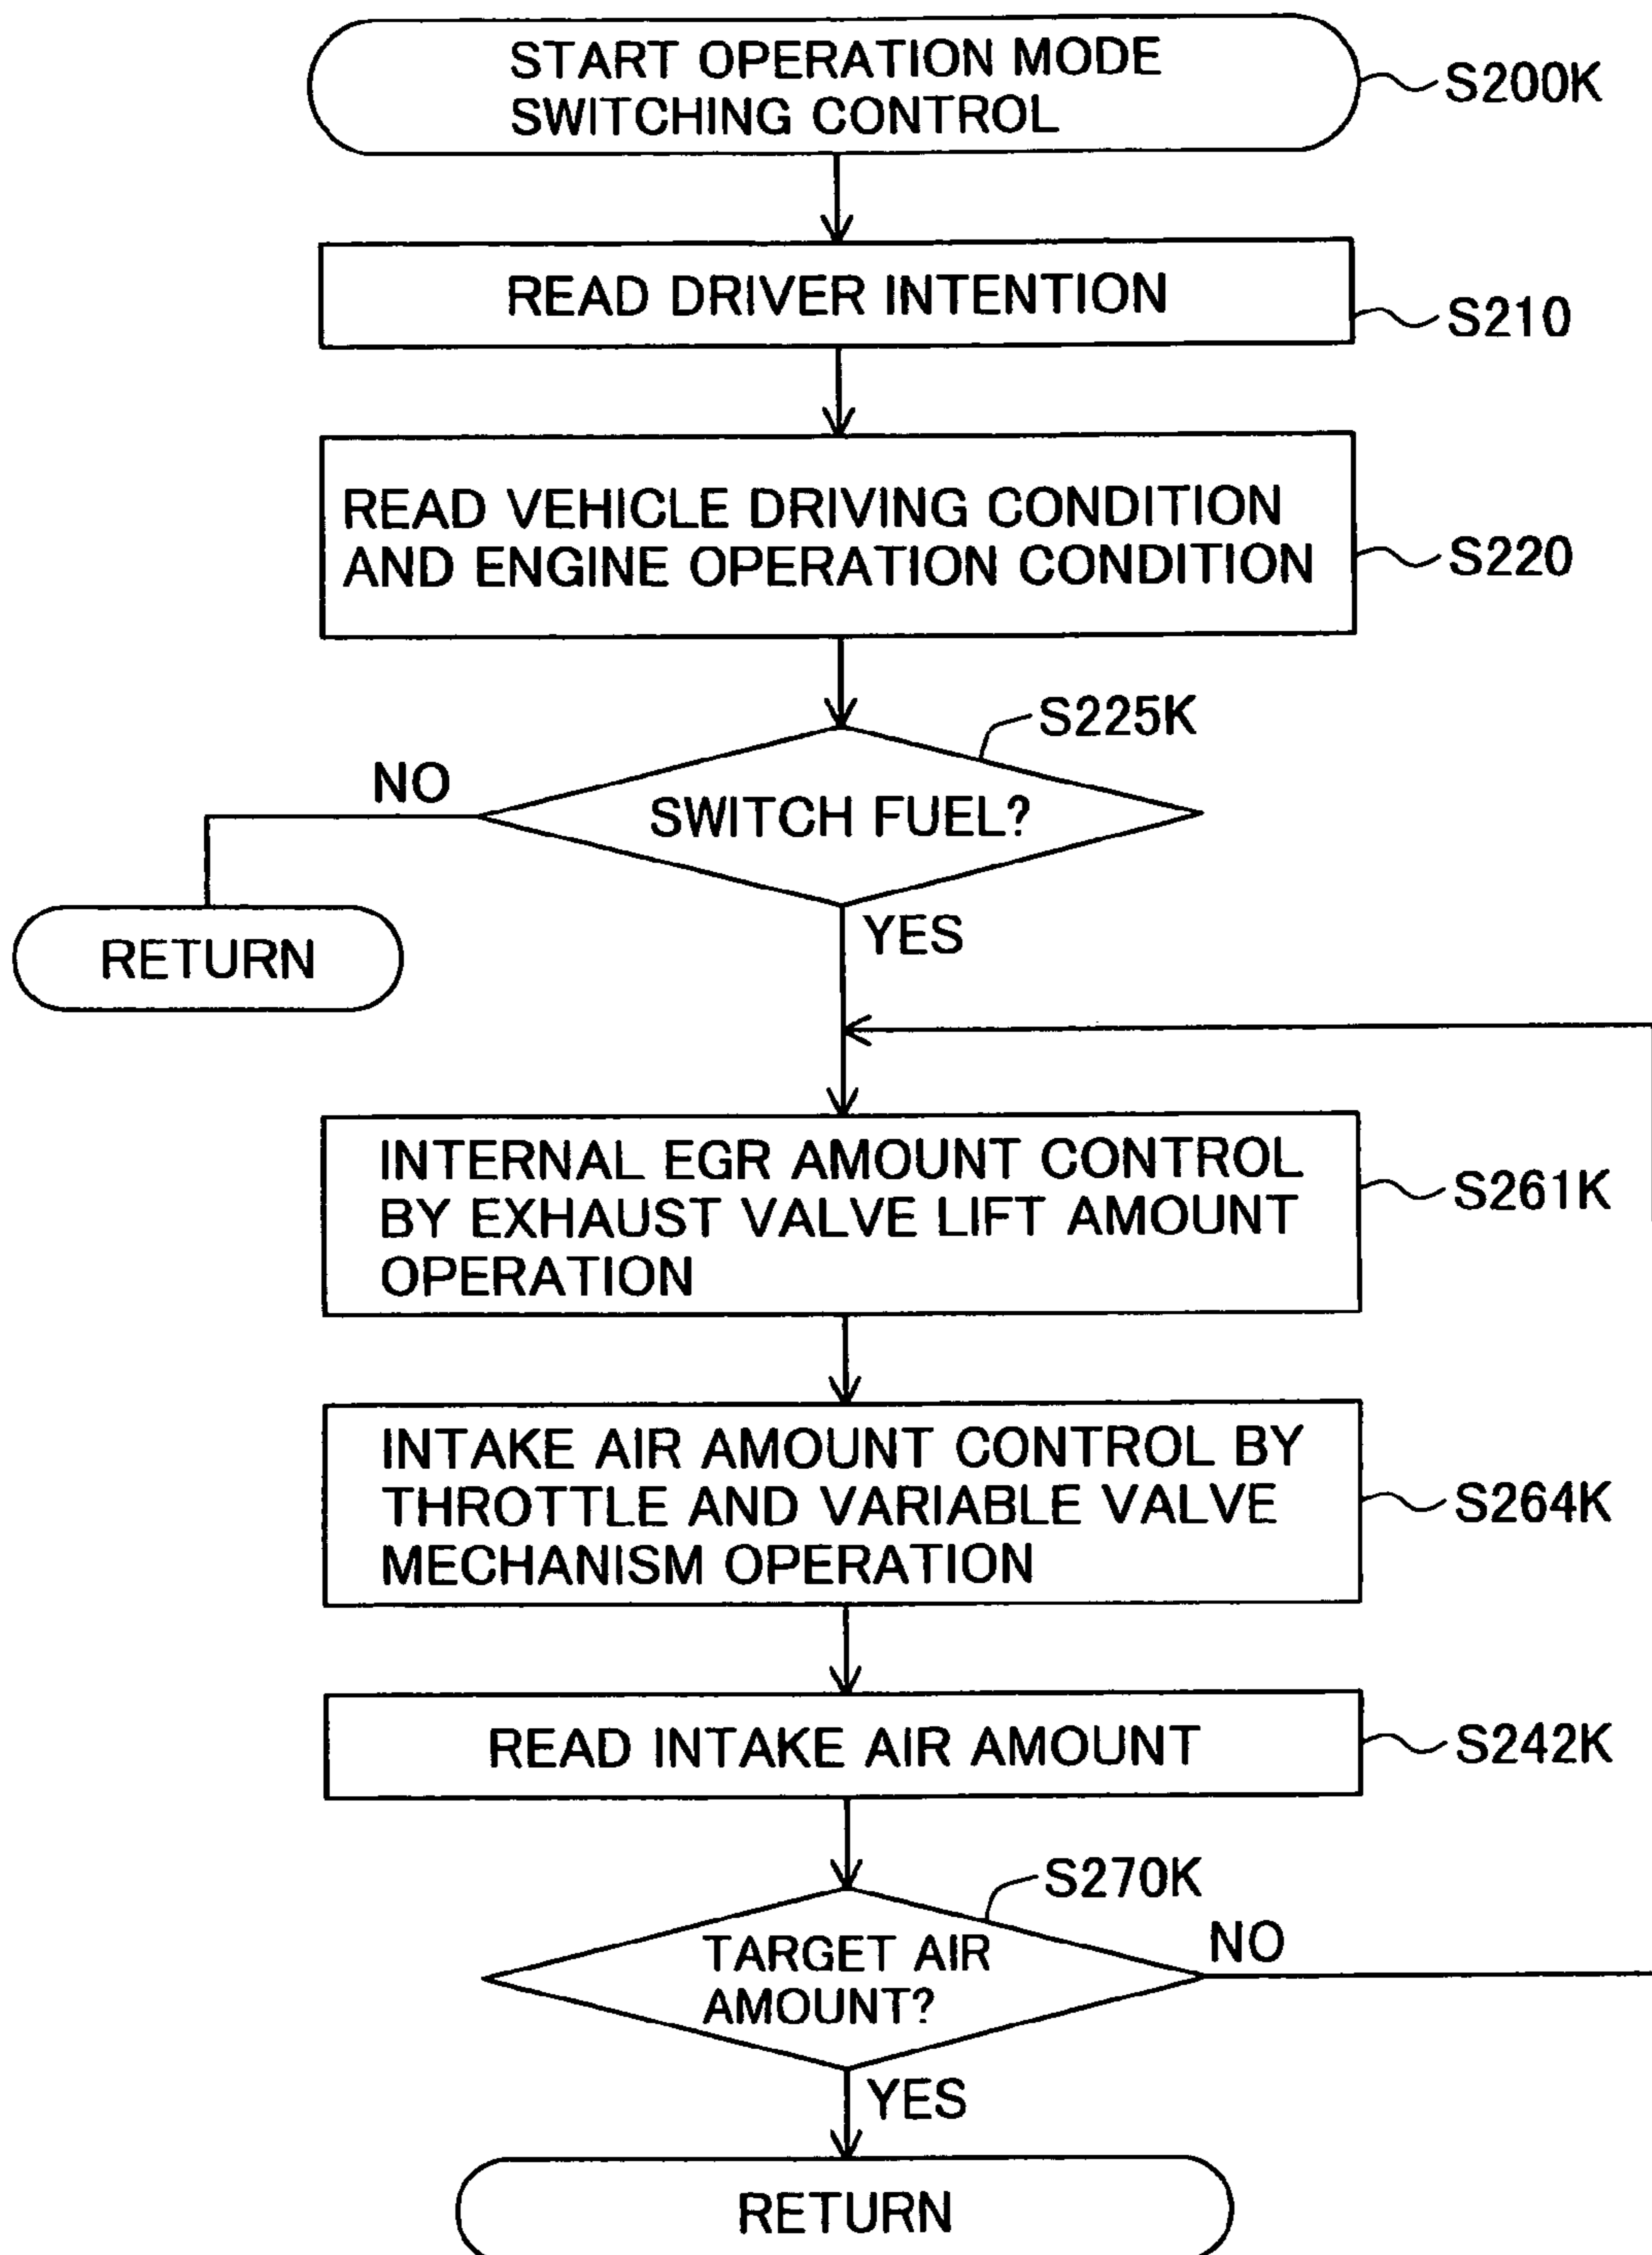 START OPERATION MODE
SWITCHING CONTROL
S200K
READ DRIVER INTENTION
S210
READ VEHICLE DRIVING CONDITION
AND ENGINE OPERATION CONDITION
S220
S225K
NO
SWITCH FUEL?
RETURN
YES
INTERNAL EGR AMOUNT CONTROL
BY EXHAUST VALVE LIFT AMOUNT
OPERATION
S261K
INTAKE AIR AMOUNT CONTROL BY
THROTTLE AND VARIABLE VALVE
MECHANISM OPERATION
S264K
READ INTAKE AIR AMOUNT
S242K
S270K
TARGET AIR
AMOUNT?
NO
YES
RETURN